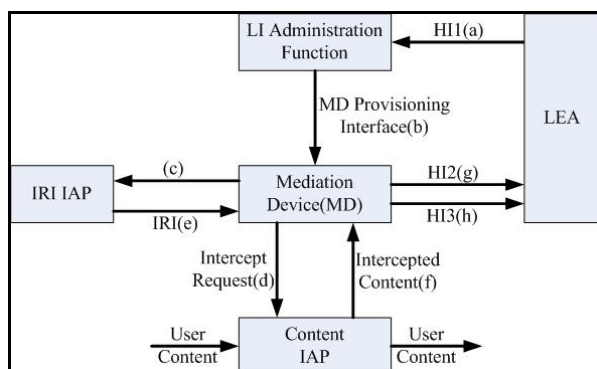 LI Administration
Function
HI1(a)
LEA
MD Provisioning
Interface(b)
(c)
IRI IAP
IRI(e)
Mediation
Device(MD)
HI2(g)
HI3(h)
Intercept
Request(d)
Intercepted
Content(f)
User
Content
Content
IAP
User
Content